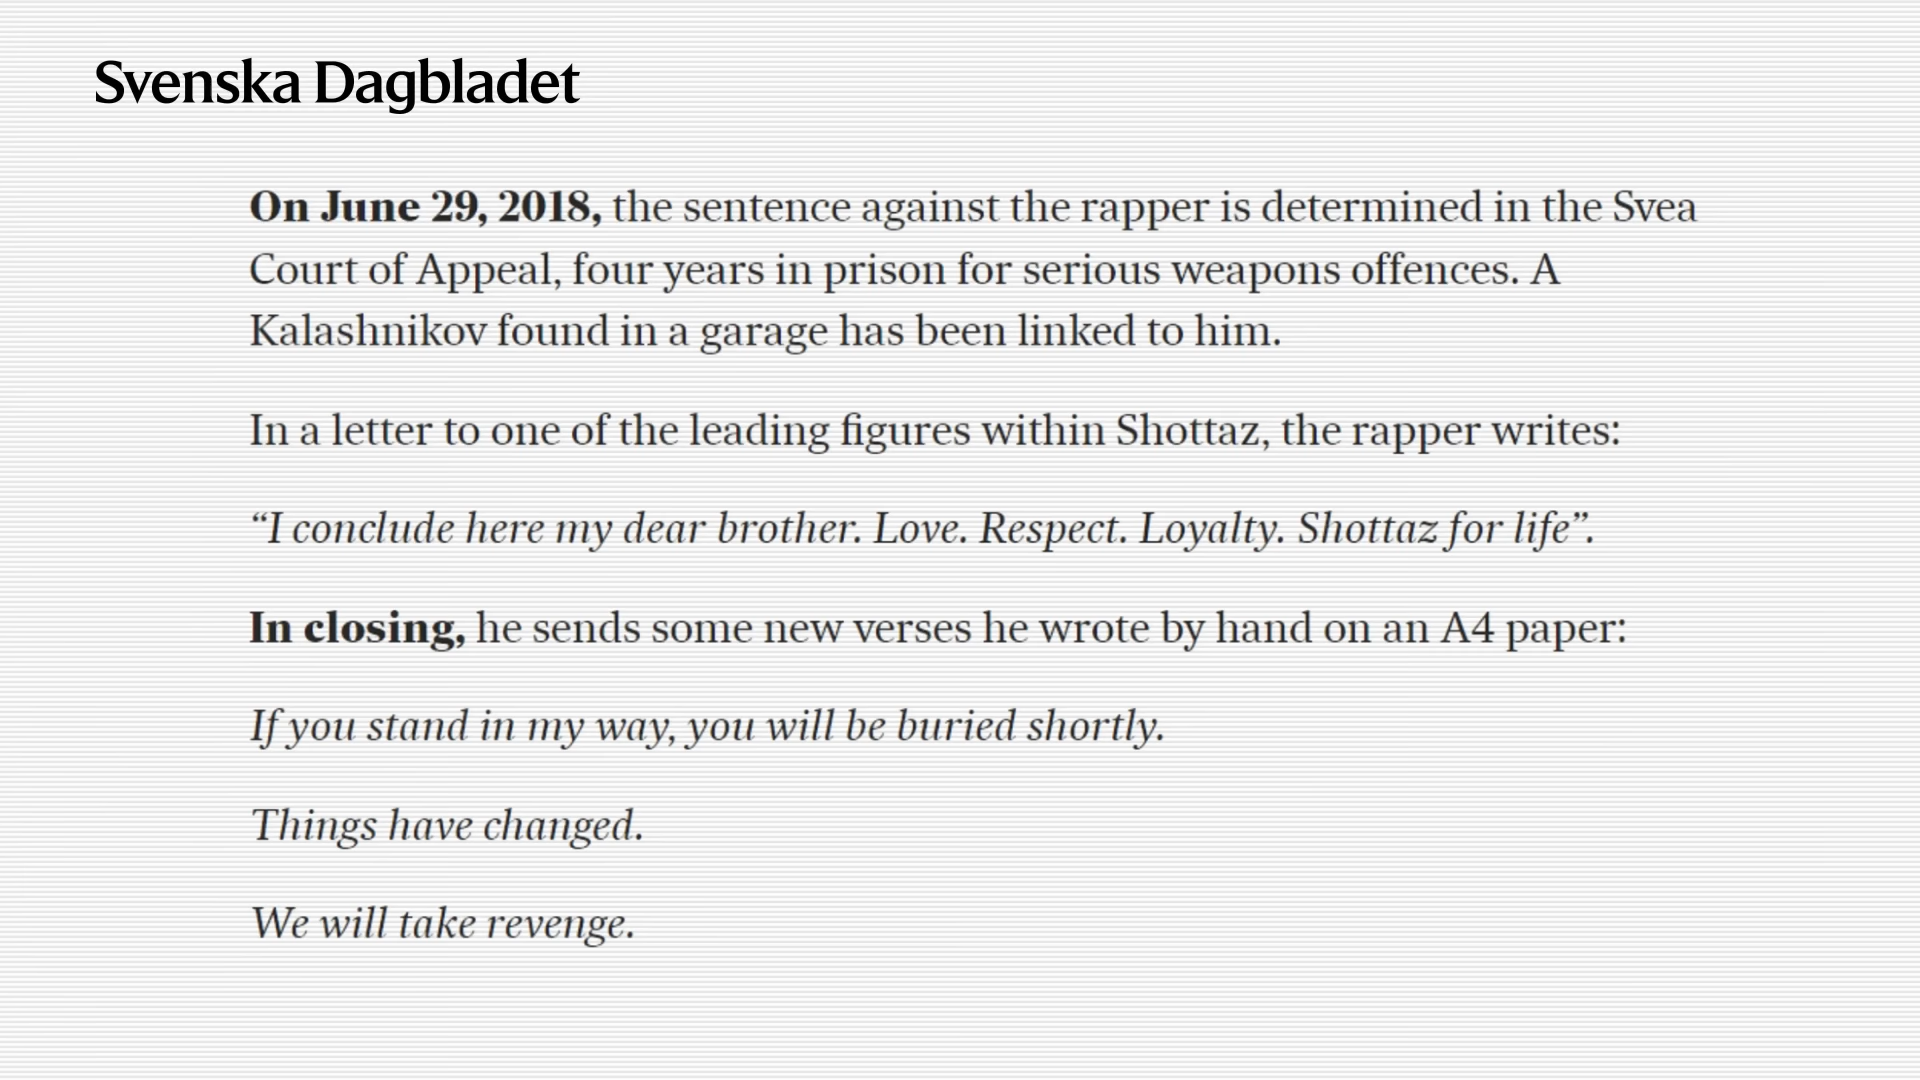 Svenska Dagbladet
On June 29, 2018, the sentence against the rapper is determined in the Svea
Court of Appeal, four years in prison for serious weapons offences. A
Kalashnikov found in a garage has been linked to him.
In a letter to one of the leading figures within Shottaz, the rapper writes:
“I conclude here my dear brother. Love. Respect. Loyalty. Shottaz for life”.
In closing, he sends some new verses he wrote by hand on an A4 paper:
If you stand in my way, you will be buried shortly.
Things have changed.
We will take revenge.